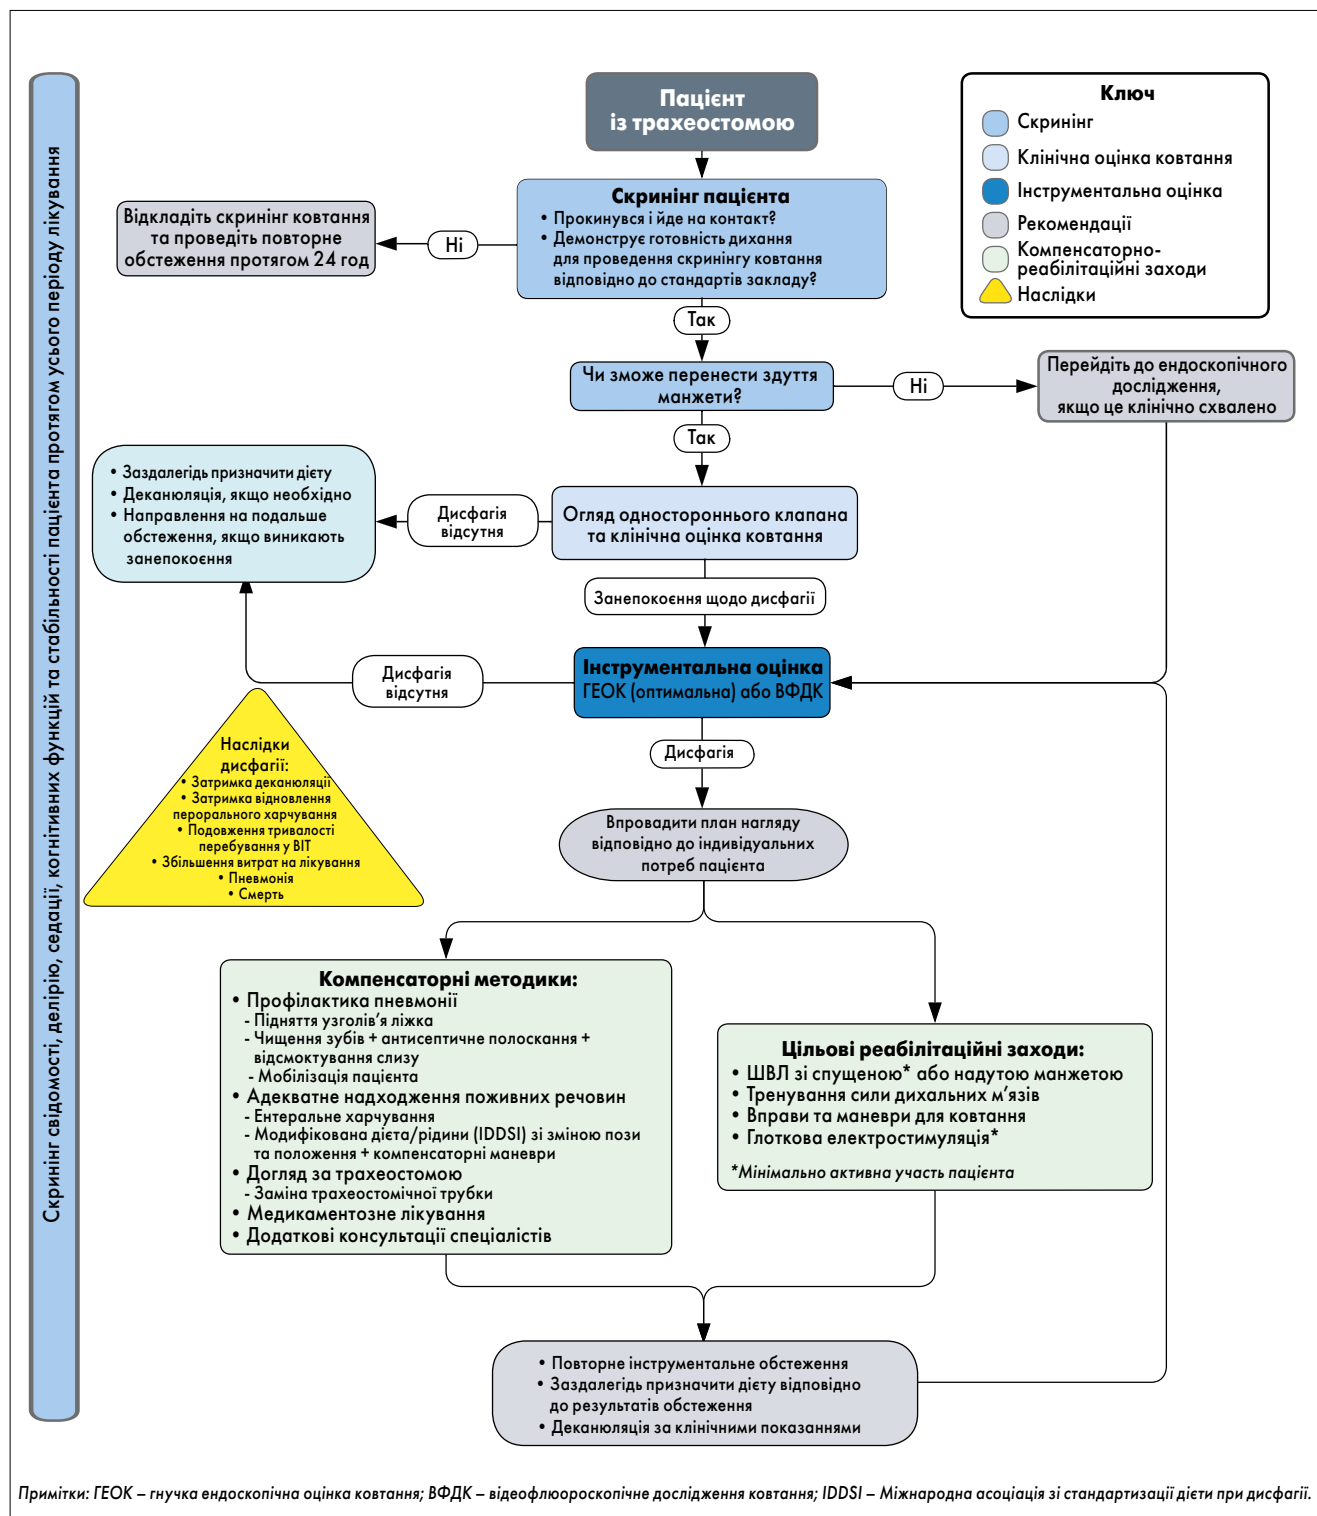 Скринінг свідомості, делірію, седації, когнітивних функцій та стабільності пацієнта протягом усього періоду лікування
Пацієнт
із трахеостомою
Ключ
Скринінг
Клінічна оцінка ковтання
Інструментальна оцінка
Рекомендації
Компенсаторно-
реабілітаційні заходи
Наслідки
Скринінг пацієнта
• Прокинувся і йде на контакт?
• Демонструє готовність дихання
для проведення скринінгу ковтання
відповідно до стандартів закладу?
Ні
Відкладіть скринінг ковтання
та проведіть повторне
обстеження протягом 24 год
Так
Чи зможе перенести здуття
манжети?
Ні
Перейдіть до ендоскопічного
дослідження,
якщо це клінічно схвалено
Так
Огляд одностороннього клапана
та клінічна оцінка ковтання
Дисфагія
відсутня
• Заздалегідь призначити дієту
• Деканюляція, якщо необхідно
• Направлення на подальше
обстеження, якщо виникають
занепокоєння
Занепокоєння щодо дисфагії
Інструментальна оцінка
ГЕОК (оптимальна) або ВФДК
Дисфагія
відсутня
Наслідки
дисфагії:
• Затримка деканюляції
• Затримка відновлення
перорального харчування
• Подовження тривалості
перебування у ВІТ
• Збільшення витрат на лікування
• Пневмонія
• Смерть
Дисфагія
Впровадити план нагляду
відповідно до індивідуальних
потреб пацієнта
Компенсаторні методики:
• Профілактика пневмонії
- Підняття узголів’я ліжка
- Чищення зубів + антисептичне полоскання +
відсмоктування слизу
- Мобілізація пацієнта
• Адекватне надходження поживних речовин
- Ентеральне харчування
- Модифікована дієта/рідини (IDDSI) зі зміною пози
та положення + компенсаторні маневри
• Догляд за трахеостомою
- Заміна трахеостомічної трубки
• Медикаментозне лікування
• Додаткові консультації спеціалістів
Цільові реабілітаційні заходи:
• ШВЛ зі спущеною* або надутою манжетою
• Тренування сили дихальних м’язів
• Вправи та маневри для ковтання
• Глоткова електростимуляція*
*Мінімально активна участь пацієнта
• Повторне інструментальне обстеження
• Заздалегідь призначити дієту відповідно
до результатів обстеження
• Деканюляція за клінічними показаннями
Примітки: ГЕОК – гнучка ендоскопічна оцінка ковтання; ВФДК – відеофлюороскопічне дослідження ковтання; IDDSI – Міжнародна асоціація зі стандартизації дієти при дисфагії.